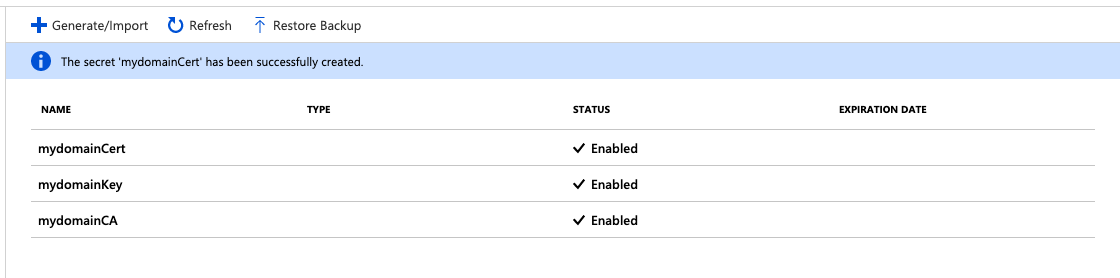 Generate/Import Refresh Restore Backup
The secret 'mydomainCert' has been successfully created.
NAME TYPE STATUS EXPIRATION DATE
mydomainCert Enabled
mydomainKey Enabled
mydomainCA Enabled